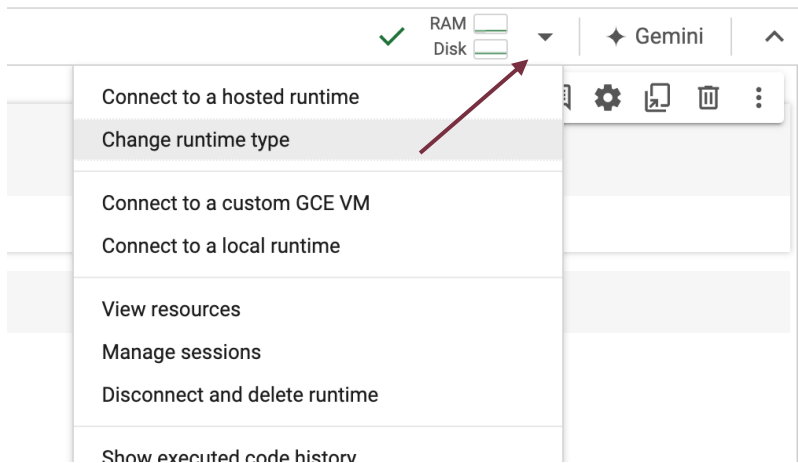 RAM
Disk
Gemini
Connect to a hosted runtime
Change runtime type
Connect to a custom GCE VM
Connect to a local runtime
View resources
Manage sessions
Disconnect and delete runtime
Show executed code history